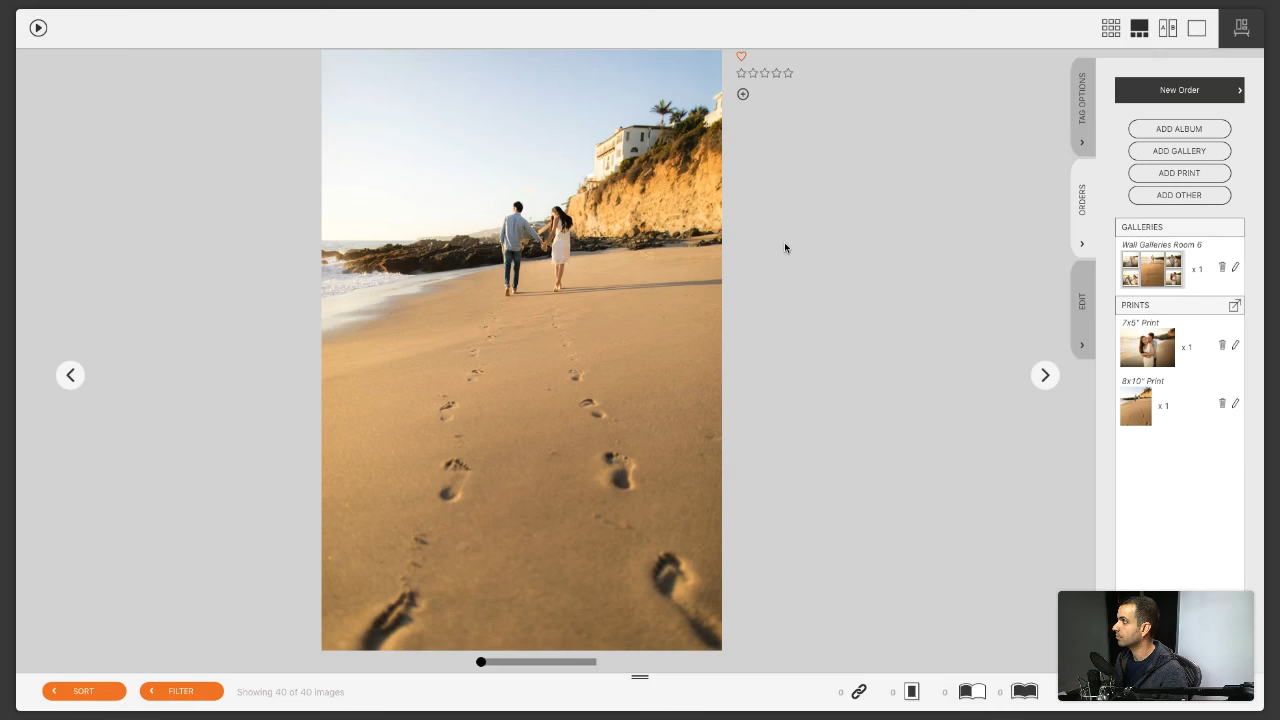 A B
TAG OPTIONS
ORDERS
EDIT
New Order
ADD ALBUM
ADD GALLERY
ADD PRINT
ADD OTHER
GALLERIES
Wall Galleries Room 6
x 1
PRINTS
7x5" Print
x 1
8x10" Print
x 1
SORT
FILTER
Showing 40 of 40 images
0
0
0
0